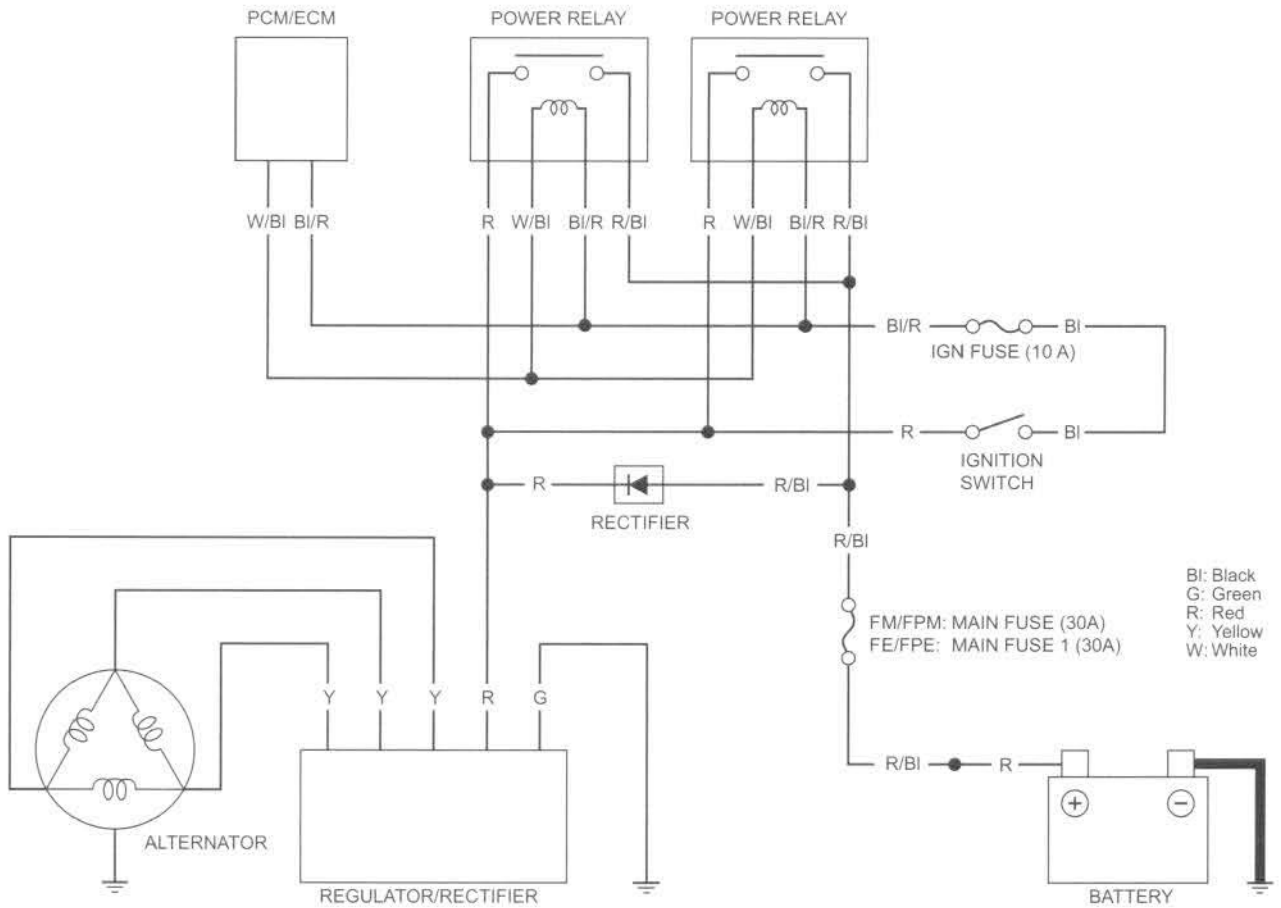 PCM/ECM
POWER RELAY
POWER RELAY
W/Bl Bl/R
R W/Bl Bl/R R/Bl
R W/Bl Bl/R R/Bl
Bl/R
Bl
IGN FUSE (10 A)
R
Bl
IGNITION
SWITCH
R
R/Bl
RECTIFIER
R/Bl
Bl: Black
G: Green
R: Red
Y: Yellow
W: White
FM/FPM: MAIN FUSE (30A)
FE/FPE: MAIN FUSE 1 (30A)
Y Y Y R G
R/Bl
R
+
−
ALTERNATOR
REGULATOR/RECTIFIER
BATTERY